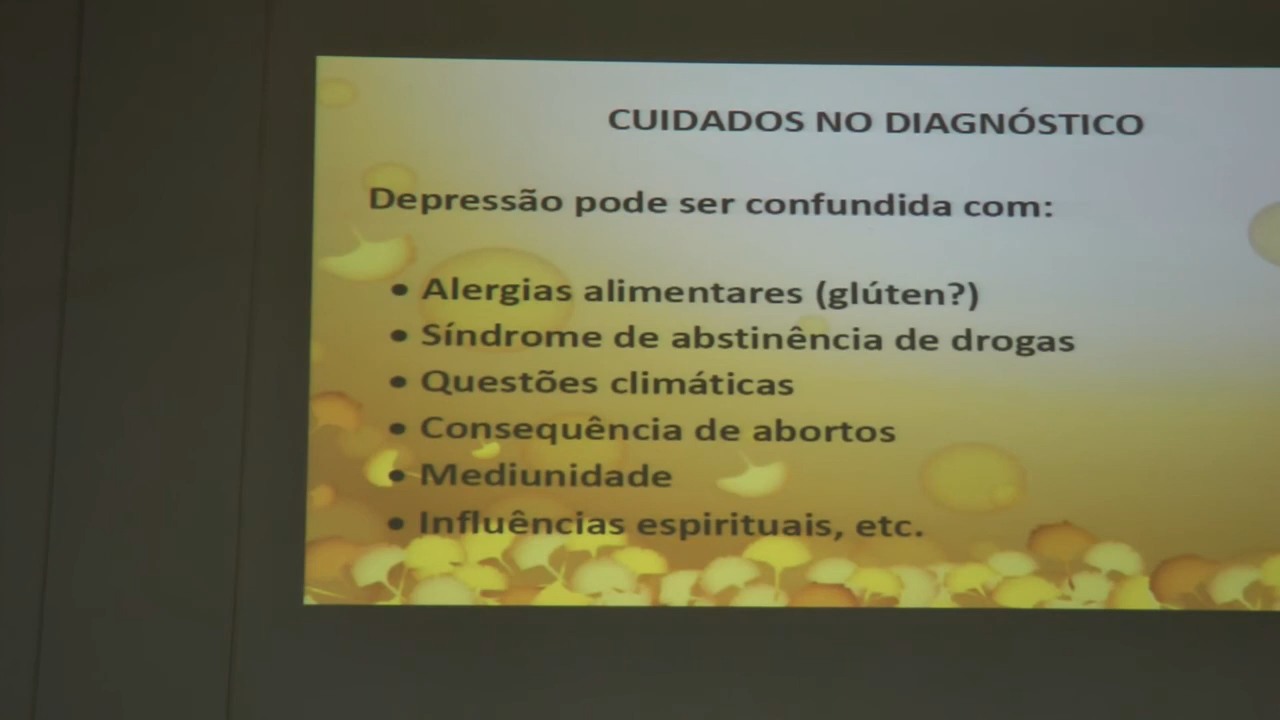 CUIDADOS NO DIAGNÓSTICO
Depressão pode ser confundida com:
• Alergias alimentares (glúten?)
• Síndrome de abstinência de drogas
• Questões climáticas
• Consequência de abortos
• Mediunidade
• Influências espirituais, etc.